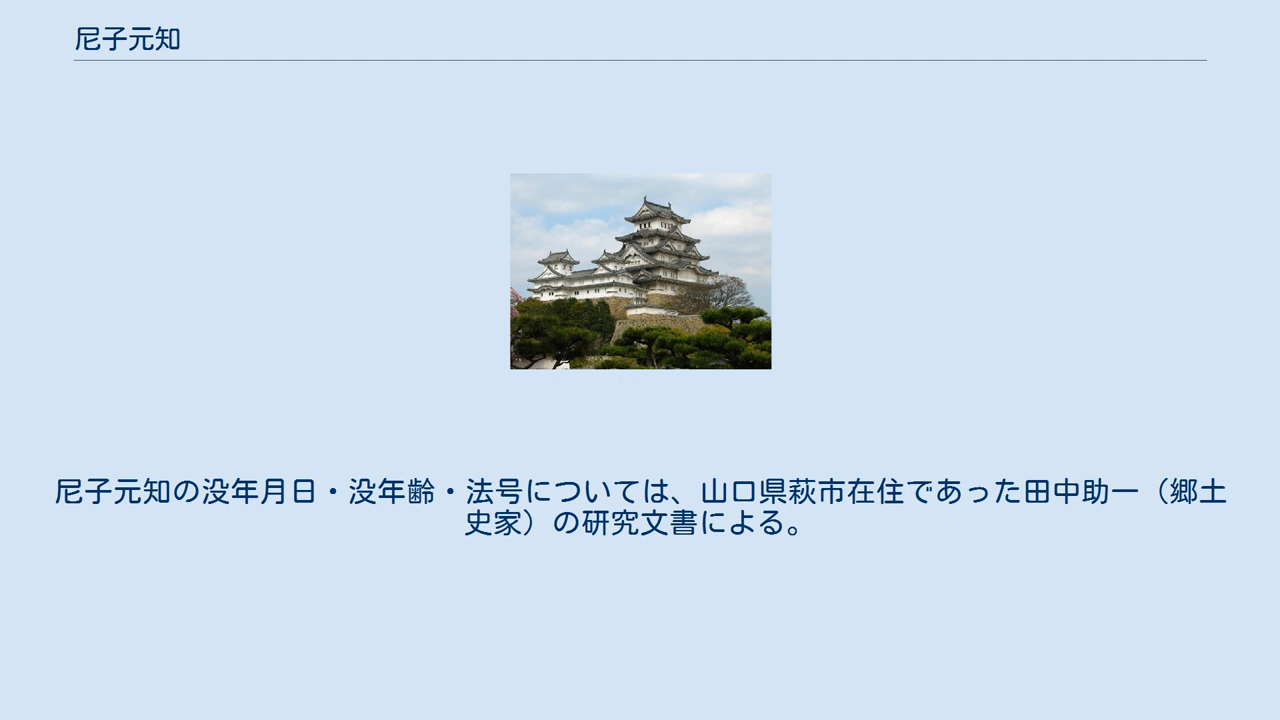 尼子元知
尼子元知の没年月日・没年齢・法号については、山口県萩市在住であった田中助一（郷土
史家）の研究文書による。